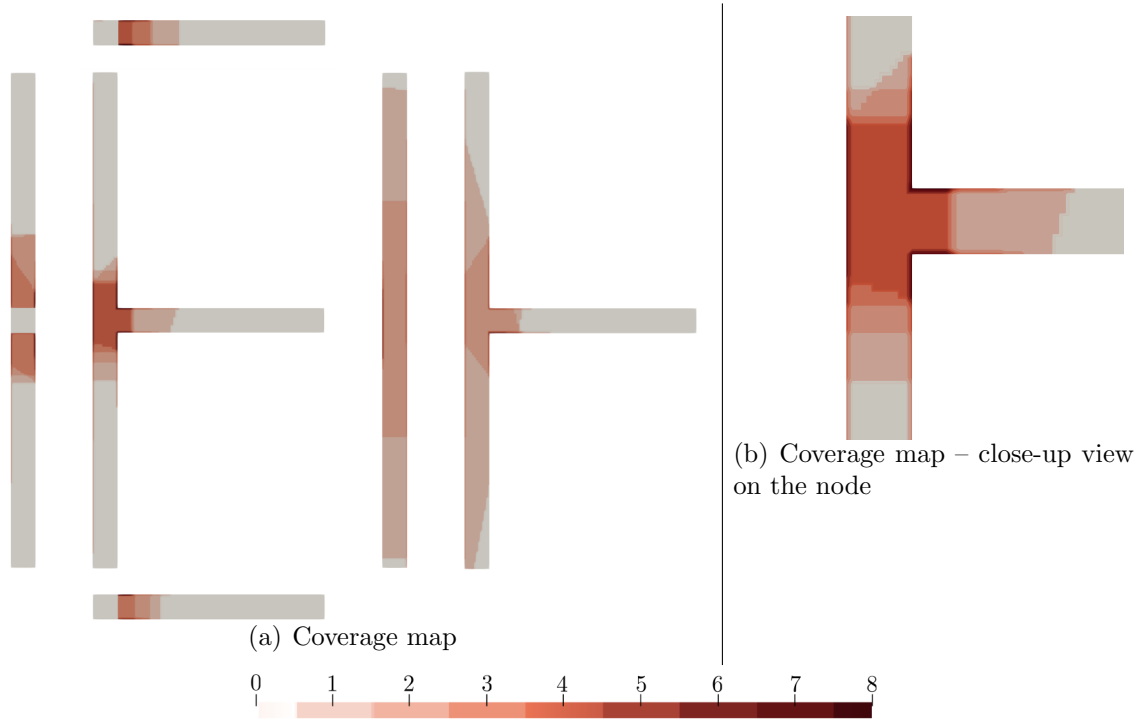 (b) Coverage map – close-up view
on the node
(a) Coverage map
0 1 2 3 4 5 6 7 8